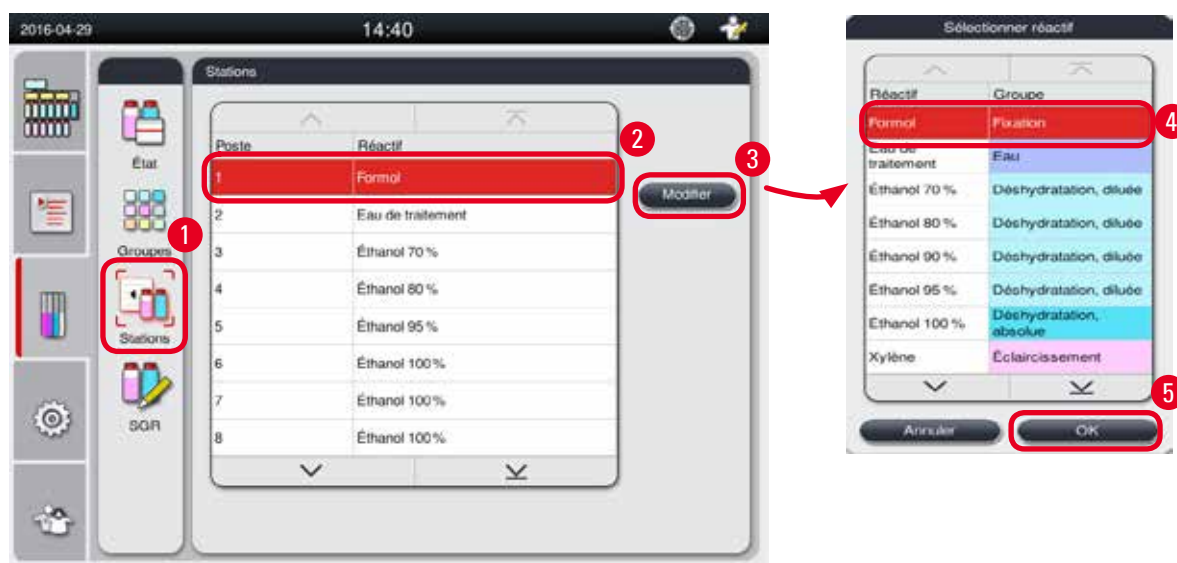 2016-04-29 14:40
État
Groupes
1
Stations
SGR
Stations
Poste Réactif
2
1 Formol
2 Eau de traitement
3 Éthanol 70 %
4 Éthanol 80 %
5 Éthanol 95 %
6 Éthanol 100 %
7 Éthanol 100 %
8 Éthanol 100 %
3
Modifier
Sélectionner réactif
Réactif Groupe
Formol Fixation
4
Eau de traitement Eau
Éthanol 70 % Déshydratation, diluée
Éthanol 80 % Déshydratation, diluée
Éthanol 90 % Déshydratation, diluée
Éthanol 95 % Déshydratation, diluée
Éthanol 100 % Déshydratation,
absolue
Xylène Éclaircissement
5
Annuler OK